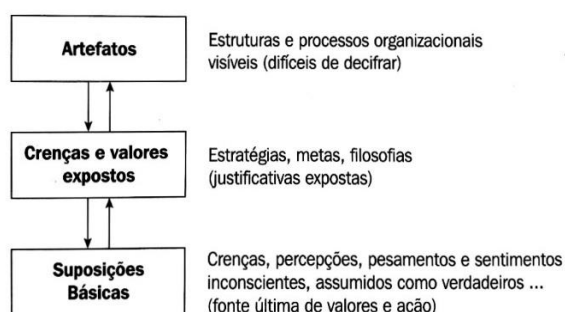 Artefatos
Estruturas e processos organizacionais
visíveis (difíceis de decifrar)
Crenças e valores
expostos
Estratégias, metas, filosofias
(justificativas expostas)
Suposições
Básicas
Crenças, percepções, pesamentos e sentimentos
inconscientes, assumidos como verdadeiros ...
(fonte última de valores e ação)